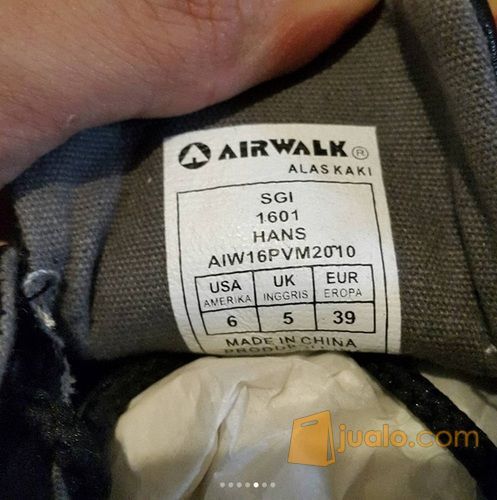 AIRWALK ®
ALAS KAKI
SGI
1601
HANS
AIW16PVM2010
USA UK EUR
AMERIKA INGGRIS EROPA
6 5 39
MADE IN CHINA
jualo.com